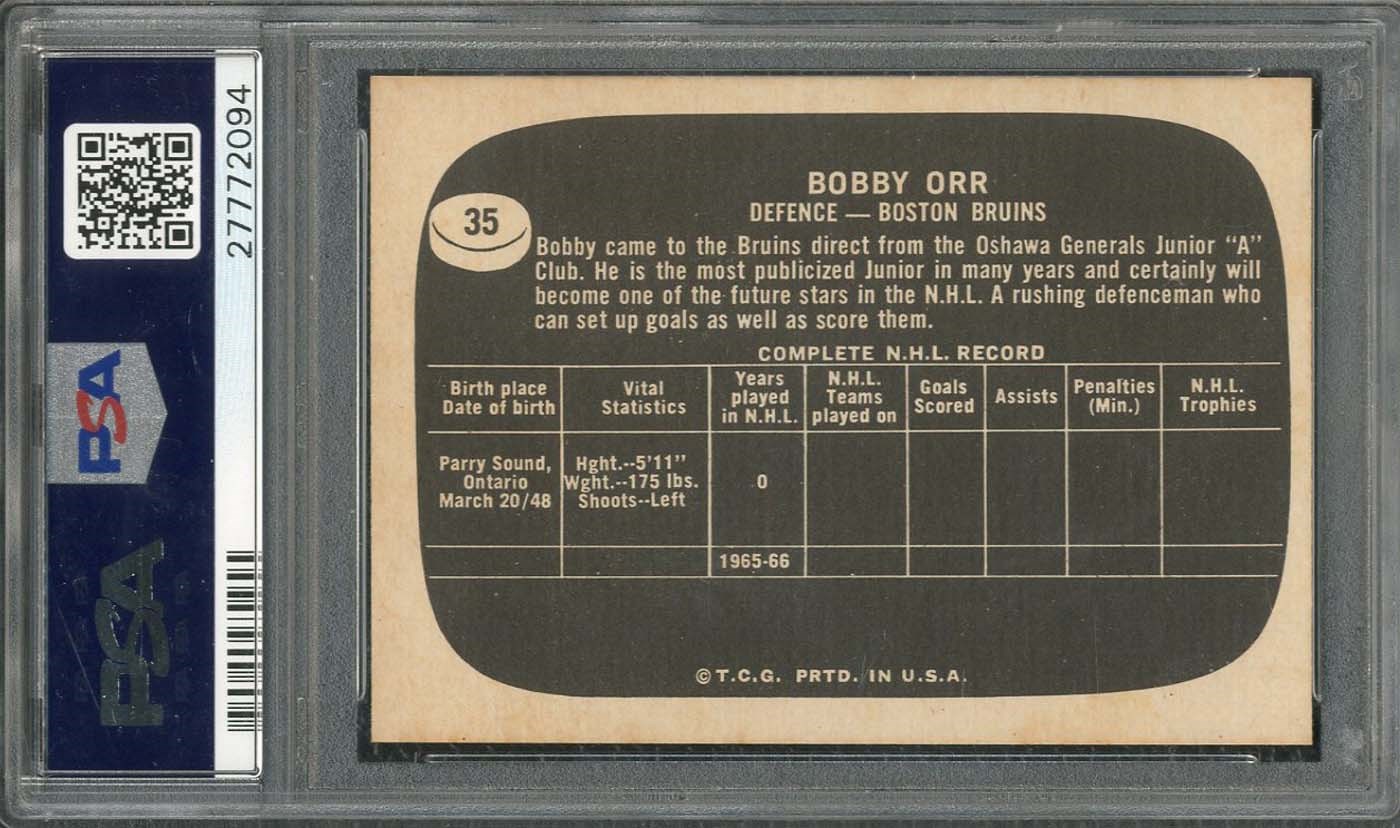 27772094
PSA
PSA
35
BOBBY ORR
DEFENCE — BOSTON BRUINS
Bobby came to the Bruins direct from the Oshawa Generals Junior "A"
Club. He is the most publicized Junior in many years and certainly will
become one of the future stars in the N.H.L. A rushing defenceman who
can set up goals as well as score them.
COMPLETE N.H.L. RECORD
Birth place
Date of birth
Vital
Statistics
Years
played
in N.H.L.
N.H.L.
Teams
played on
Goals
Scored
Assists
Penalties
(Min.)
N.H.L.
Trophies
Parry Sound,
Ontario
March 20/48
Hght.--5'11"
Wght.--175 lbs.
Shoots--Left
0
1965-66
©T.C.G. PRTD. IN U.S.A.